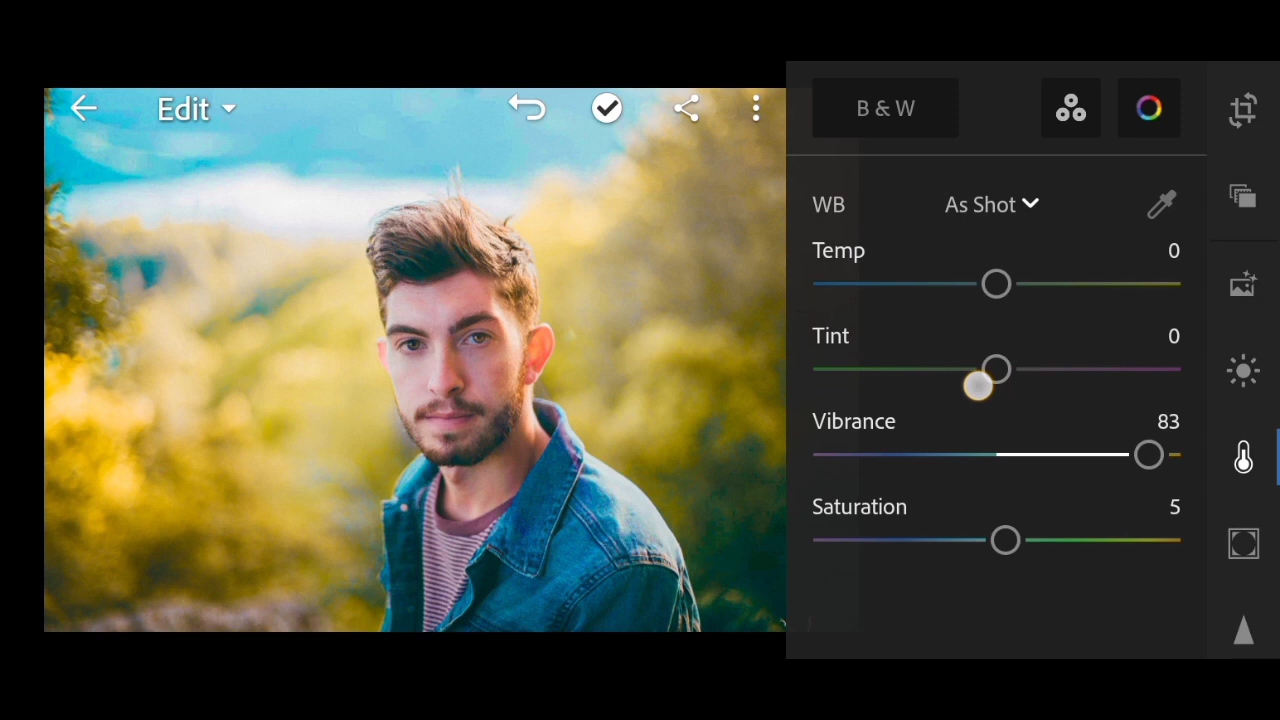 Edit
B & W
WB As Shot
Temp 0
Tint 0
Vibrance 83
Saturation 5